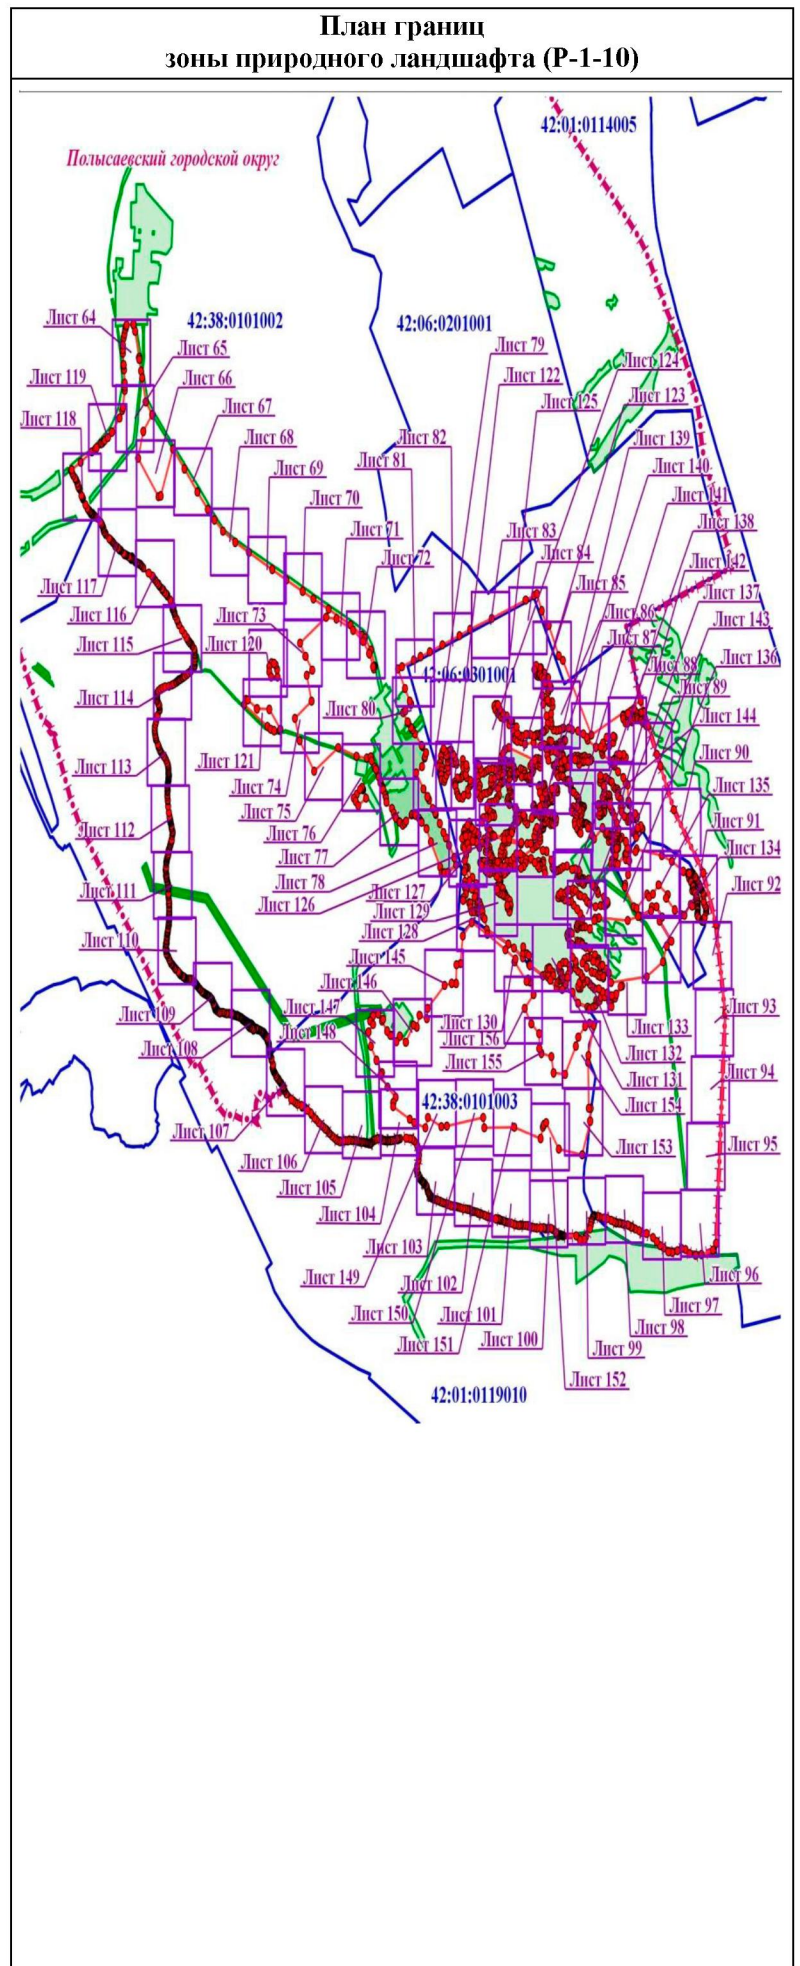 План границ
зоны природного ландшафта (Р-1-10)
42:01:0114005
Полысаевский городской округ
Лист 64
42:38:0101002
42:06:0201001
Лист 65
Лист 79
Лист 124
Лист 119
Лист 66
Лист 122
Лист 123
Лист 118
Лист 67
Лист 125
Лист 68
Лист 82
Лист 139
Лист 69
Лист 81
Лист 140
Лист 70
Лист 141
Лист 71
Лист 83
Лист 138
Лист 72
Лист 84
Лист 142
Лист 117
Лист 85
Лист 137
Лист 116
Лист 73
Лист 86
Лист 143
Лист 115
Лист 120
Лист 87
Лист 136
42:06:0301001
Лист 88
Лист 114
Лист 89
Лист 80
Лист 144
Лист 113
Лист 121
Лист 90
Лист 74
Лист 135
Лист 75
Лист 112
Лист 76
Лист 91
Лист 77
Лист 134
Лист 78
Лист 111
Лист 127
Лист 92
Лист 126
Лист 129
Лист 110
Лист 128
Лист 145
Лист 146
Лист 109
Лист 147
Лист 93
Лист 148
Лист 130
Лист 133
Лист 108
Лист 156
Лист 132
Лист 155
Лист 131
Лист 94
42:38:0101003
Лист 154
Лист 107
Лист 153
Лист 95
Лист 106
Лист 105
Лист 104
Лист 103
Лист 149
Лист 102
Лист 96
Лист 150
Лист 101
Лист 97
Лист 151
Лист 100
Лист 98
Лист 99
Лист 152
42:01:0119010